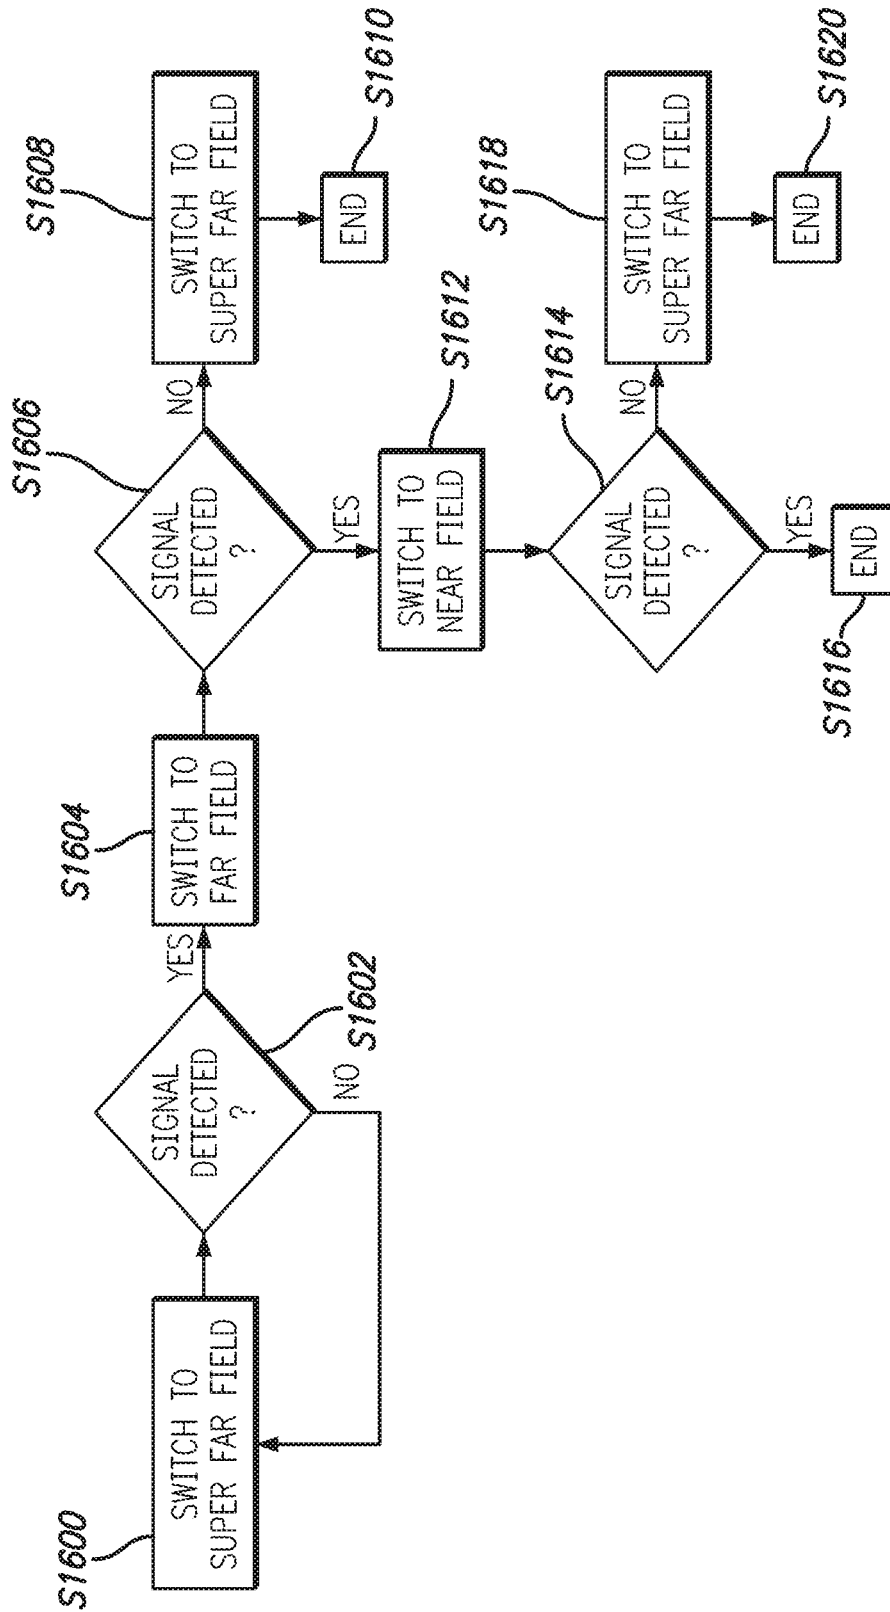 S1600
SWITCH TO
SUPER FAR FIELD
SIGNAL
DETECTED
?
S1602
NO
YES
S1604
SWITCH TO
FAR FIELD
S1606
SIGNAL
DETECTED
?
NO
S1608
SWITCH TO
SUPER FAR FIELD
END
S1610
YES
SWITCH TO
NEAR FIELD
S1612
SIGNAL
DETECTED
?
S1614
NO
S1618
SWITCH TO
SUPER FAR FIELD
END
S1620
YES
END
S1616